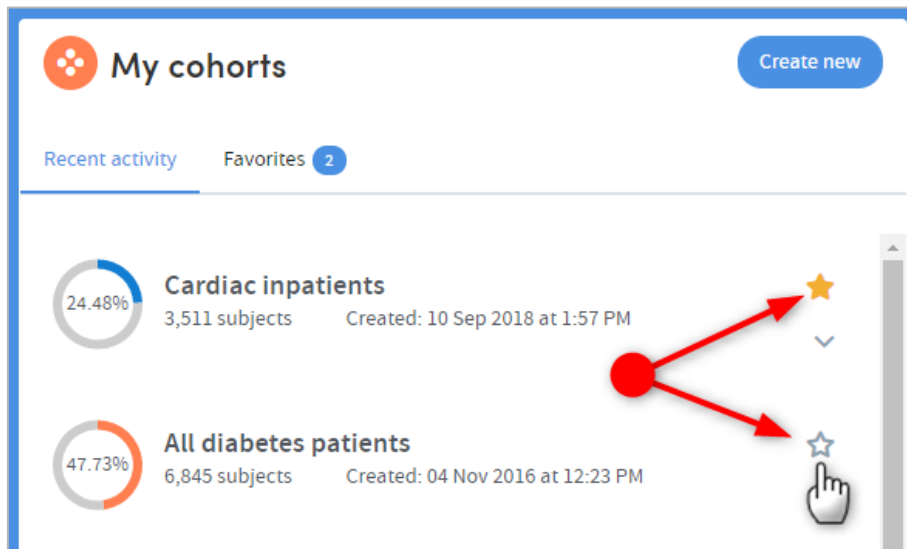 My cohorts
Create new
Recent activity Favorites 2
24.48%
Cardiac inpatients
3,511 subjects Created: 10 Sep 2018 at 1:57 PM
47.73%
All diabetes patients
6,845 subjects Created: 04 Nov 2016 at 12:23 PM